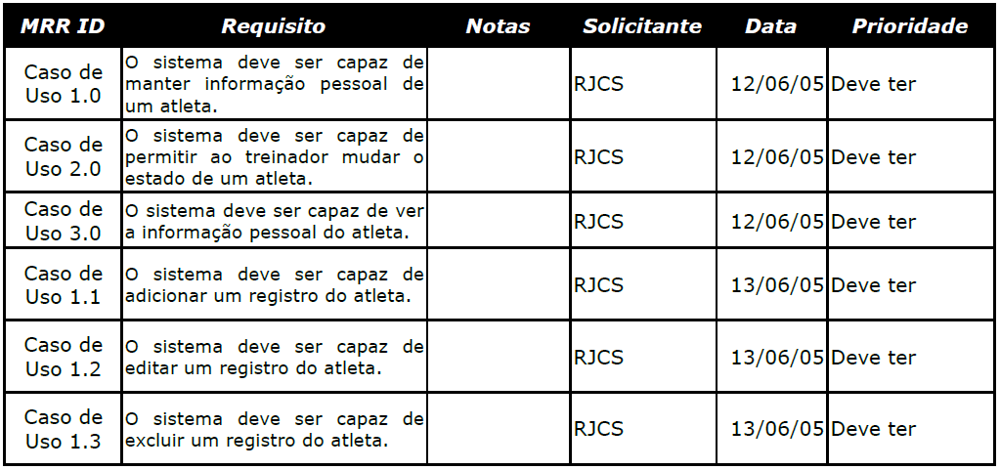 MRR ID Requisito Notas Solicitante Data Prioridade
Caso de
Uso 1.0
O sistema deve ser capaz de
manter informação pessoal de
um atleta.
RJCS
12/06/05
Deve ter
Caso de
Uso 2.0
O sistema deve ser capaz de
permitir ao treinador mudar o
estado de um atleta.
RJCS
12/06/05
Deve ter
Caso de
Uso 3.0
O sistema deve ser capaz de ver
a informação pessoal do atleta.
RJCS
12/06/05
Deve ter
Caso de
Uso 1.1
O sistema deve ser capaz de
adicionar um registro do atleta.
RJCS
13/06/05
Deve ter
Caso de
Uso 1.2
O sistema deve ser capaz de
editar um registro do atleta.
RJCS
13/06/05
Deve ter
Caso de
Uso 1.3
O sistema deve ser capaz de
excluir um registro do atleta.
RJCS
13/06/05
Deve ter